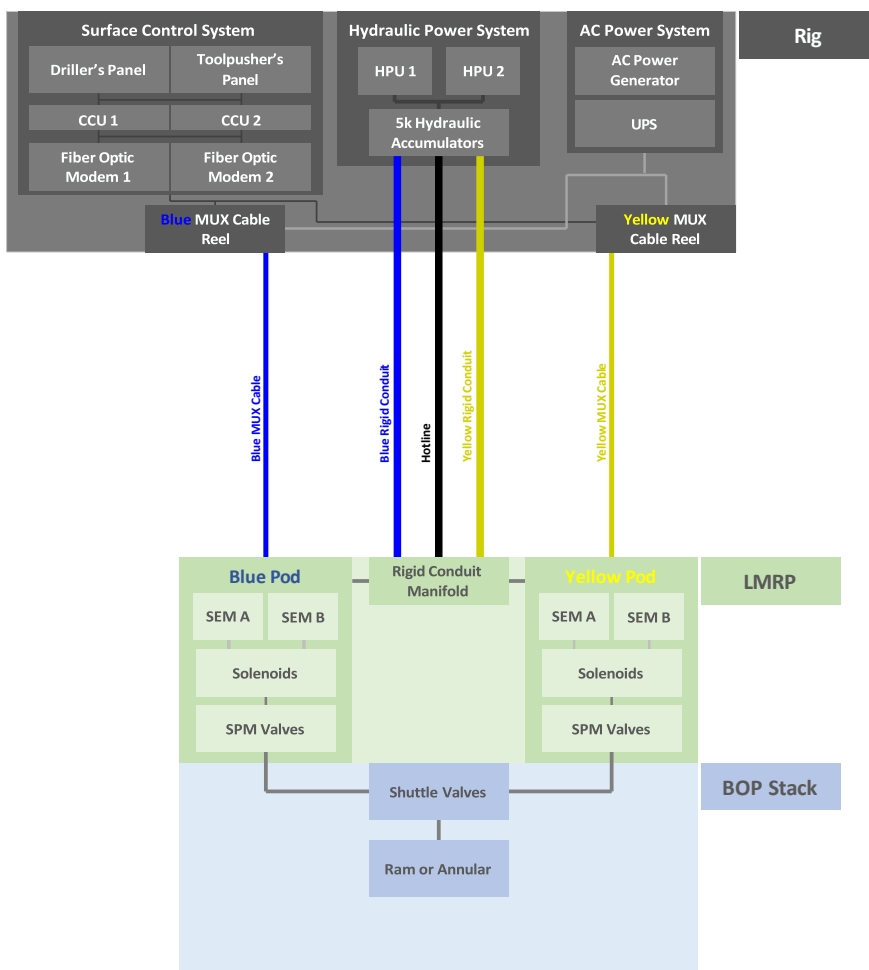 Surface Control System
Driller's Panel
Toolpusher's
Panel
CCU 1
CCU 2
Fiber Optic
Modem 1
Fiber Optic
Modem 2
Hydraulic Power System
HPU 1
HPU 2
5k Hydraulic
Accumulators
AC Power System
AC Power
Generator
UPS
Rig
Blue MUX Cable
Reel
Yellow MUX
Cable Reel
Blue MUX Cable
Blue Rigid Conduit
Hotline
Yellow Rigid Conduit
Yellow MUX Cable
Blue Pod
SEM A
SEM B
Solenoids
SPM Valves
Rigid Conduit
Manifold
Yellow Pod
SEM A
SEM B
Solenoids
SPM Valves
LMRP
Shuttle Valves
Ram or Annular
BOP Stack